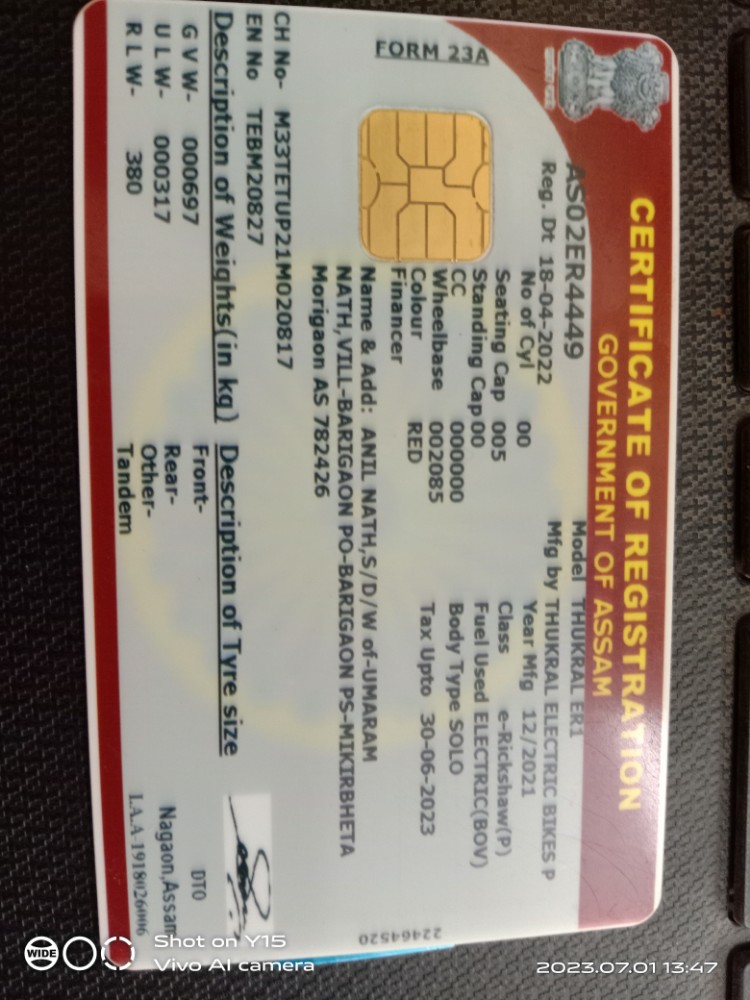 CERTIFICATE OF REGISTRATION
GOVERNMENT OF ASSAM
AS02ER4449
Model THUKRAL ER1
Reg. Dt 18-04-2022
Mfg by THUKRAL ELECTRIC BIKES P
No of Cyl 00
Year Mfg 12/2021
Seating Cap 005
Class e-Rickshaw(P)
Standing Cap 00
Fuel Used ELECTRIC(BOV)
CC 000000
Body Type SOLO
Wheelbase 002085
Tax Upto 30-06-2023
Colour RED
Financer
FORM 23A
Name & Add: ANIL NATH,S/D/W of-UMARAM
NATH,VILL-BARIGAON PO-BARIGAON PS-MIKIRBHETA
Morigaon AS 782426
22464520
CH No- M33TETUP21M020817
EN No TEBM20827
Description of Weights(in kg) Description of Tyre size
G V W- 000697 Front-
U L W- 000317 Rear-
R L W- 380 Other-
Tandem
DTO
Nagaon,Assam
I.A.A-1918026006
WIDE
Shot on Y15
Vivo AI camera
2023.07.01 13:47